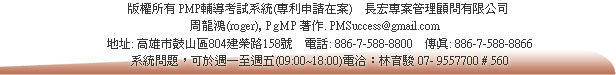 版權所有 PMP輔導考試系統(專利申請在案)　長宏專案管理顧問有限公司
周龍鴻(roger), PgMP 著作. PMSuccess@gmail.com
地址: 高雄市鼓山區804建榮路158號　電話: 886-7-588-8800　傳真: 886-7-588-8866
系統問題，可於週一至週五(09:00~18:00)電洽：林育駿 07- 9557700 # 560